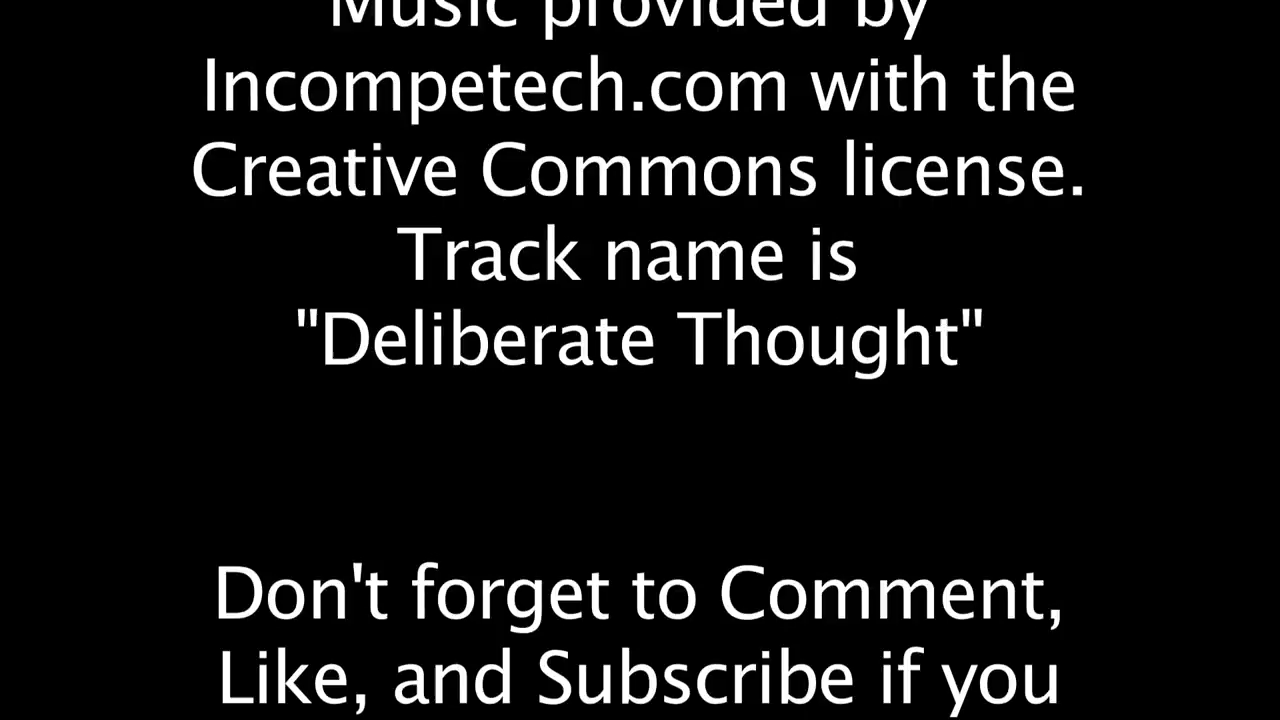 Music provided by
Incompetech.com with the
Creative Commons license.
Track name is
"Deliberate Thought"
Don't forget to Comment,
Like, and Subscribe if you